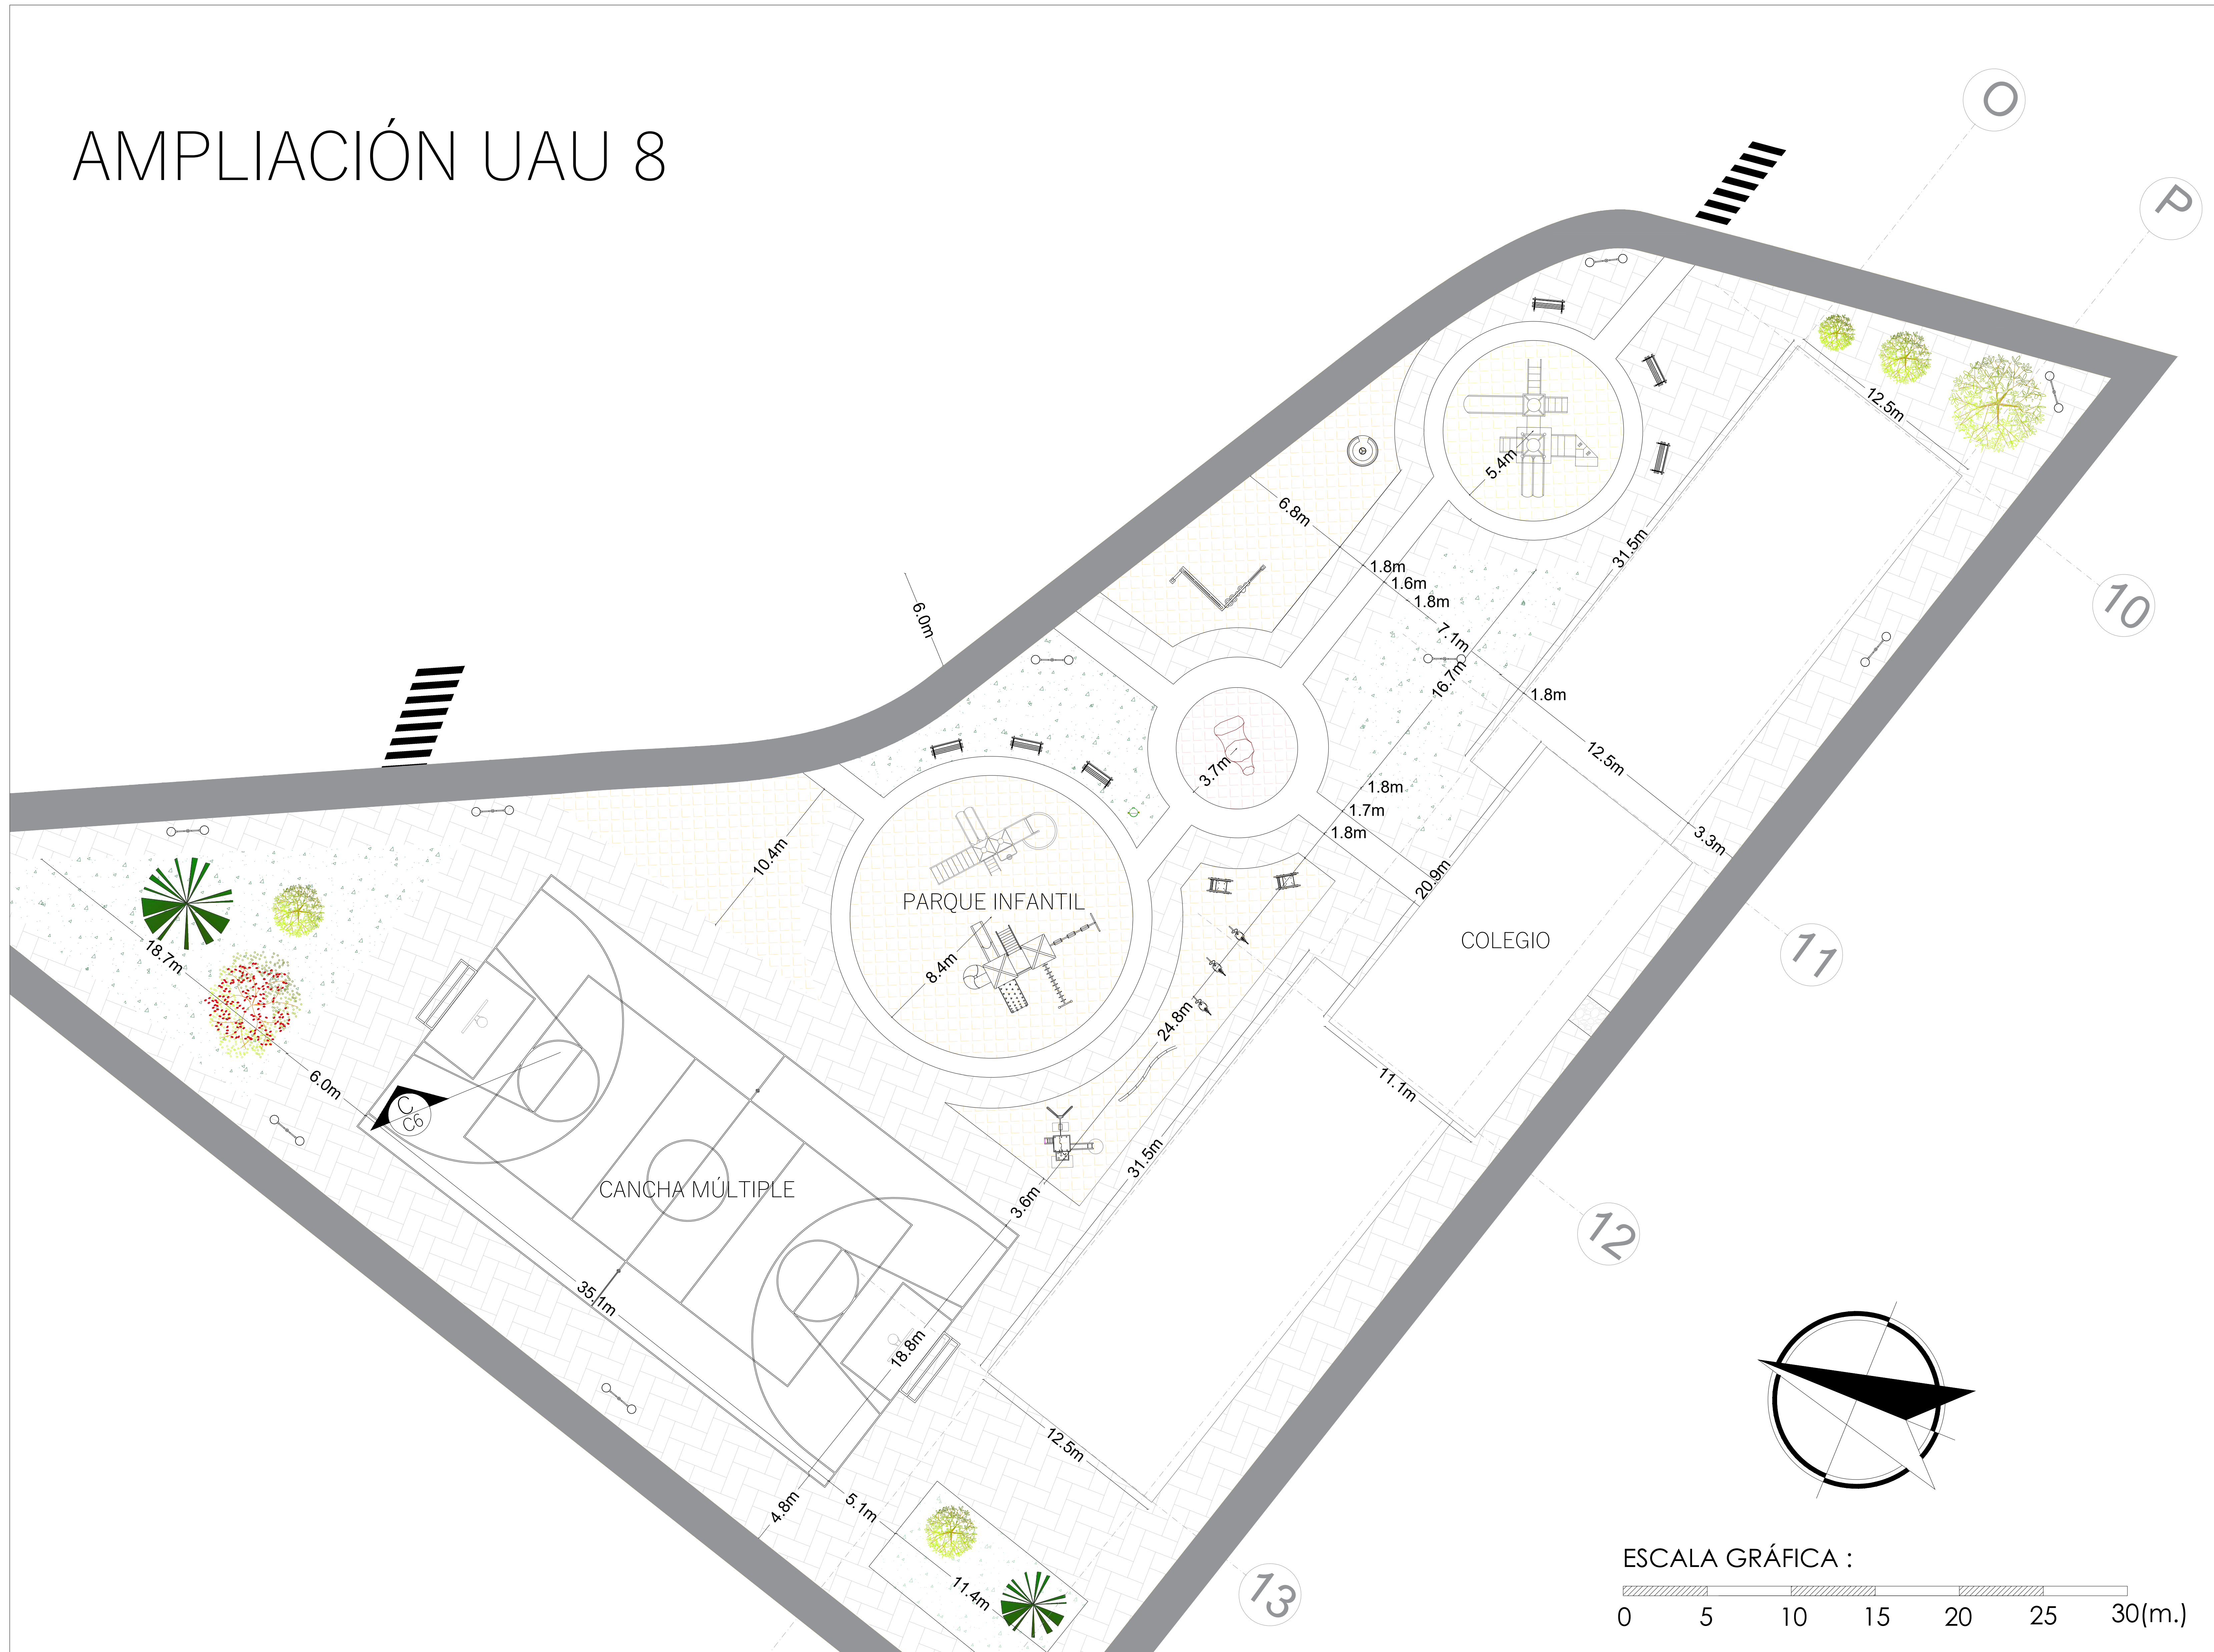 AMPLIACIÓN UAU 8
O
P
12.5m
5.4m
6.8m
31.5m
1.8m
1.6m
1.8m
6.0m
7.1m
16.7m
10
1.8m
12.5m
3.7m
1.8m
1.7m
1.8m
3.3m
10.4m
20.9m
PARQUE INFANTIL
COLEGIO
11
18.7m
8.4m
24.8m
6.0m
11.1m
C
C6
31.5m
CANCHA MÚLTIPLE
3.6m
12
35.1m
18.8m
12.5m
4.8m
5.1m
11.4m
13
ESCALA GRÁFICA :
0 5 10 15 20 25 30(m.)